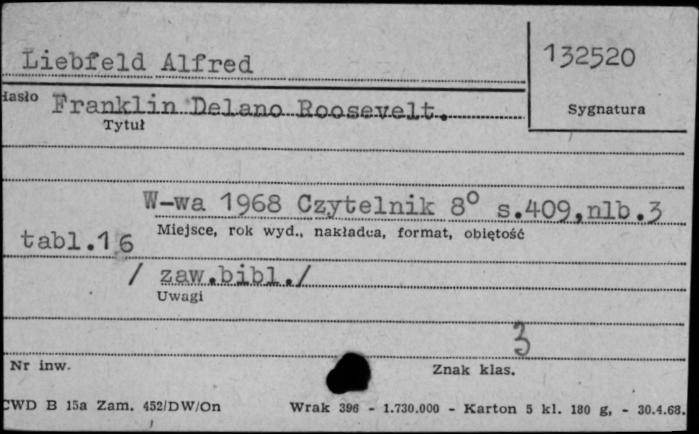 Liebfeld Alfred
132520
Hasło Franklin Delano Roosevelt.
Sygnatura
Tytuł
W-wa 1968 Czytelnik 8° s.409,nlb.3
Miejsce, rok wyd., nakładca, format, obiętość
tabl.16
/ zaw.bibl./
Uwagi
3
Nr inw.
Znak klas.
CWD B 15a Zam. 452/DW/On Wrak 396 - 1.730.000 - Karton 5 kl. 180 g, - 30.4.68.